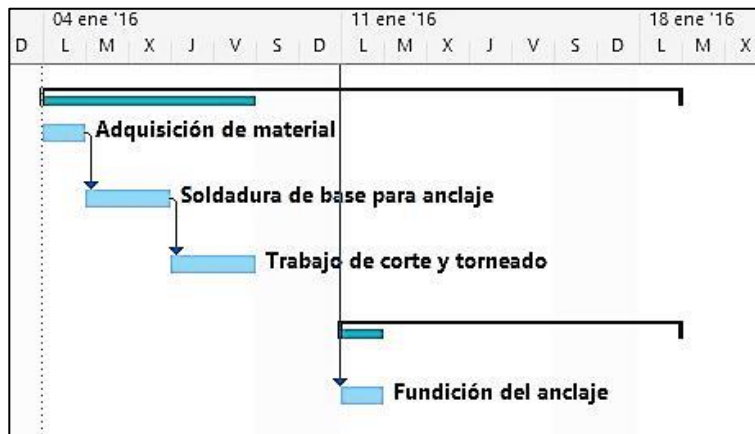 04 ene '16 11 ene '16 18 ene '16
D L M X J V S D L M X J V S D L M X
Adquisición de material
Soldadura de base para anclaje
Trabajo de corte y torneado
Fundición del anclaje